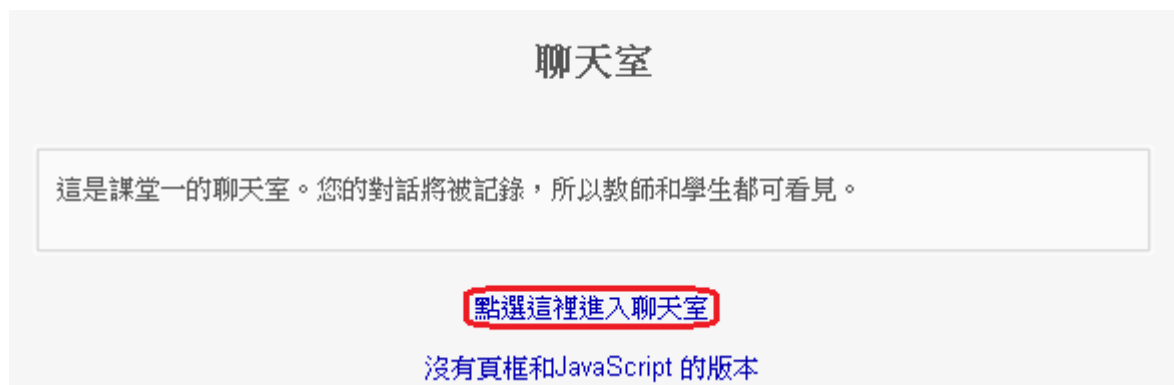 聊天室
這是課堂一的聊天室。您的對話將被記錄，所以教師和學生都可看見。
點選這裡進入聊天室
沒有頁框和JavaScript 的版本